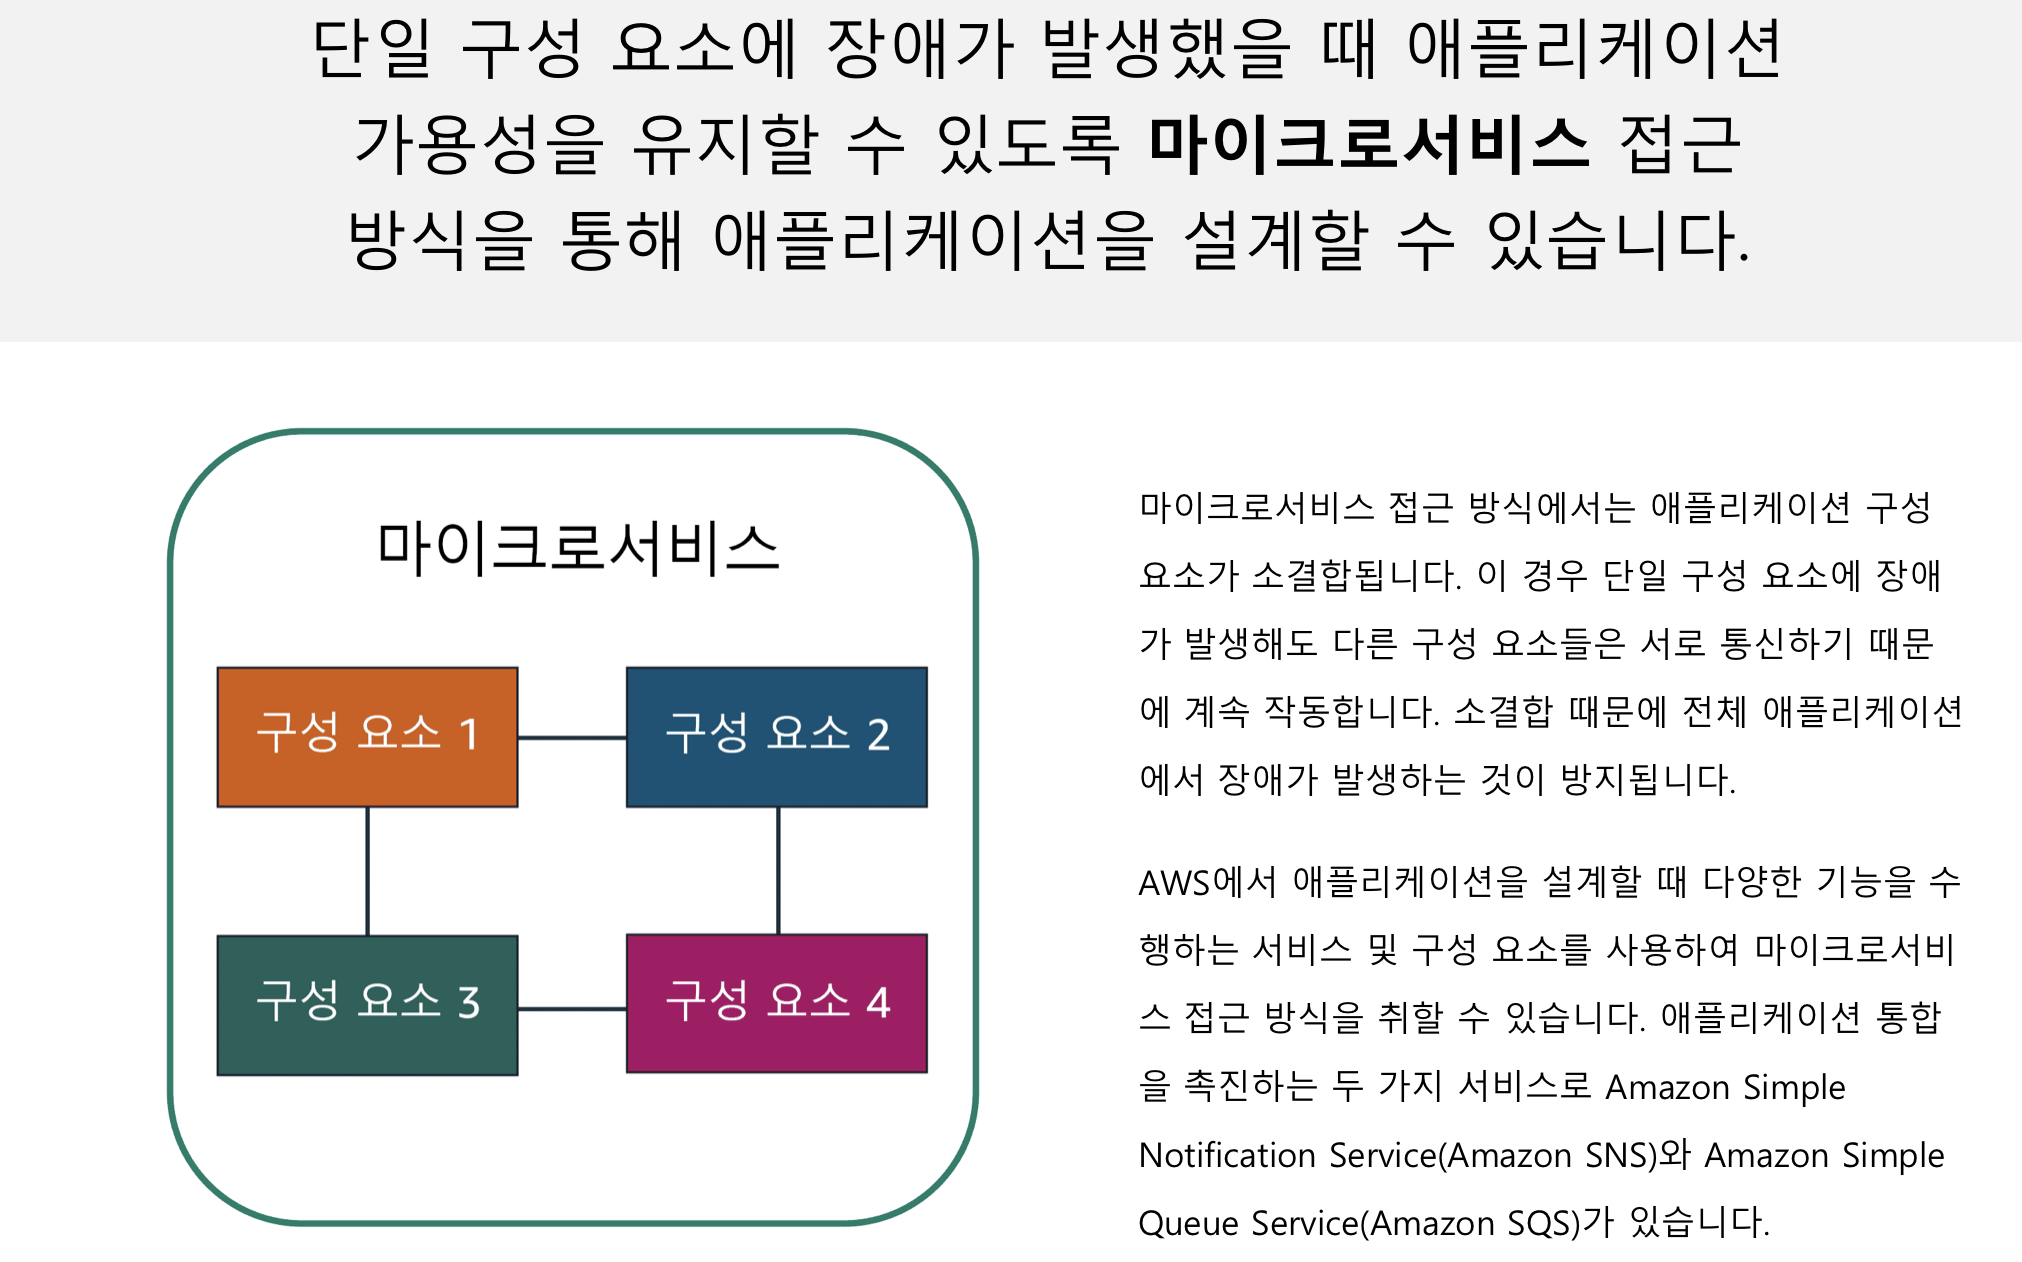 단일 구성 요소에 장애가 발생했을 때 애플리케이션
가용성을 유지할 수 있도록 마이크로서비스 접근
방식을 통해 애플리케이션을 설계할 수 있습니다.
마이크로서비스
구성 요소 1
구성 요소 2
구성 요소 3
구성 요소 4
마이크로서비스 접근 방식에서는 애플리케이션 구성
요소가 소결합됩니다. 이 경우 단일 구성 요소에 장애
가 발생해도 다른 구성 요소들은 서로 통신하기 때문
에 계속 작동합니다. 소결합 때문에 전체 애플리케이션
에서 장애가 발생하는 것이 방지됩니다.
AWS에서 애플리케이션을 설계할 때 다양한 기능을 수
행하는 서비스 및 구성 요소를 사용하여 마이크로서비
스 접근 방식을 취할 수 있습니다. 애플리케이션 통합
을 촉진하는 두 가지 서비스로 Amazon Simple
Notification Service(Amazon SNS)와 Amazon Simple
Queue Service(Amazon SQS)가 있습니다.